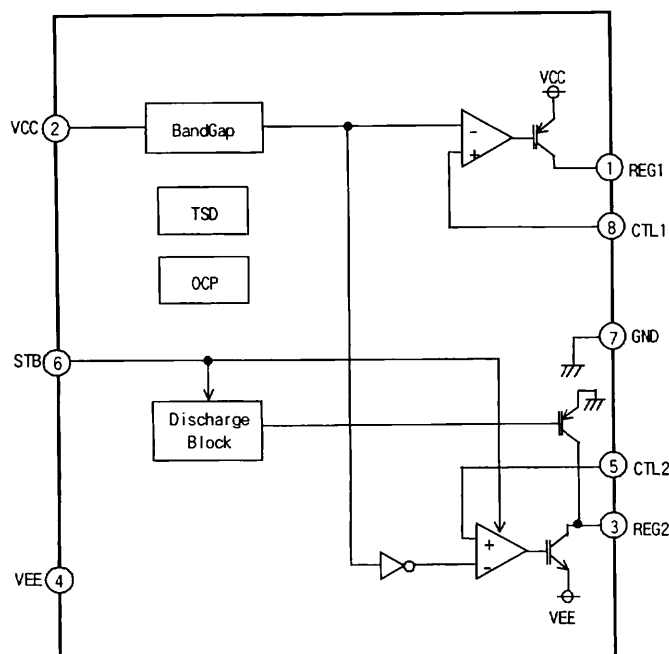 VCC
VCC
2
BandGap
-
+
1
REG1
TSD
8
CTL1
OCP
7
GND
STB
6
Discharge
Block
5
CTL2
+
-
3
REG2
VEE
4
VEE